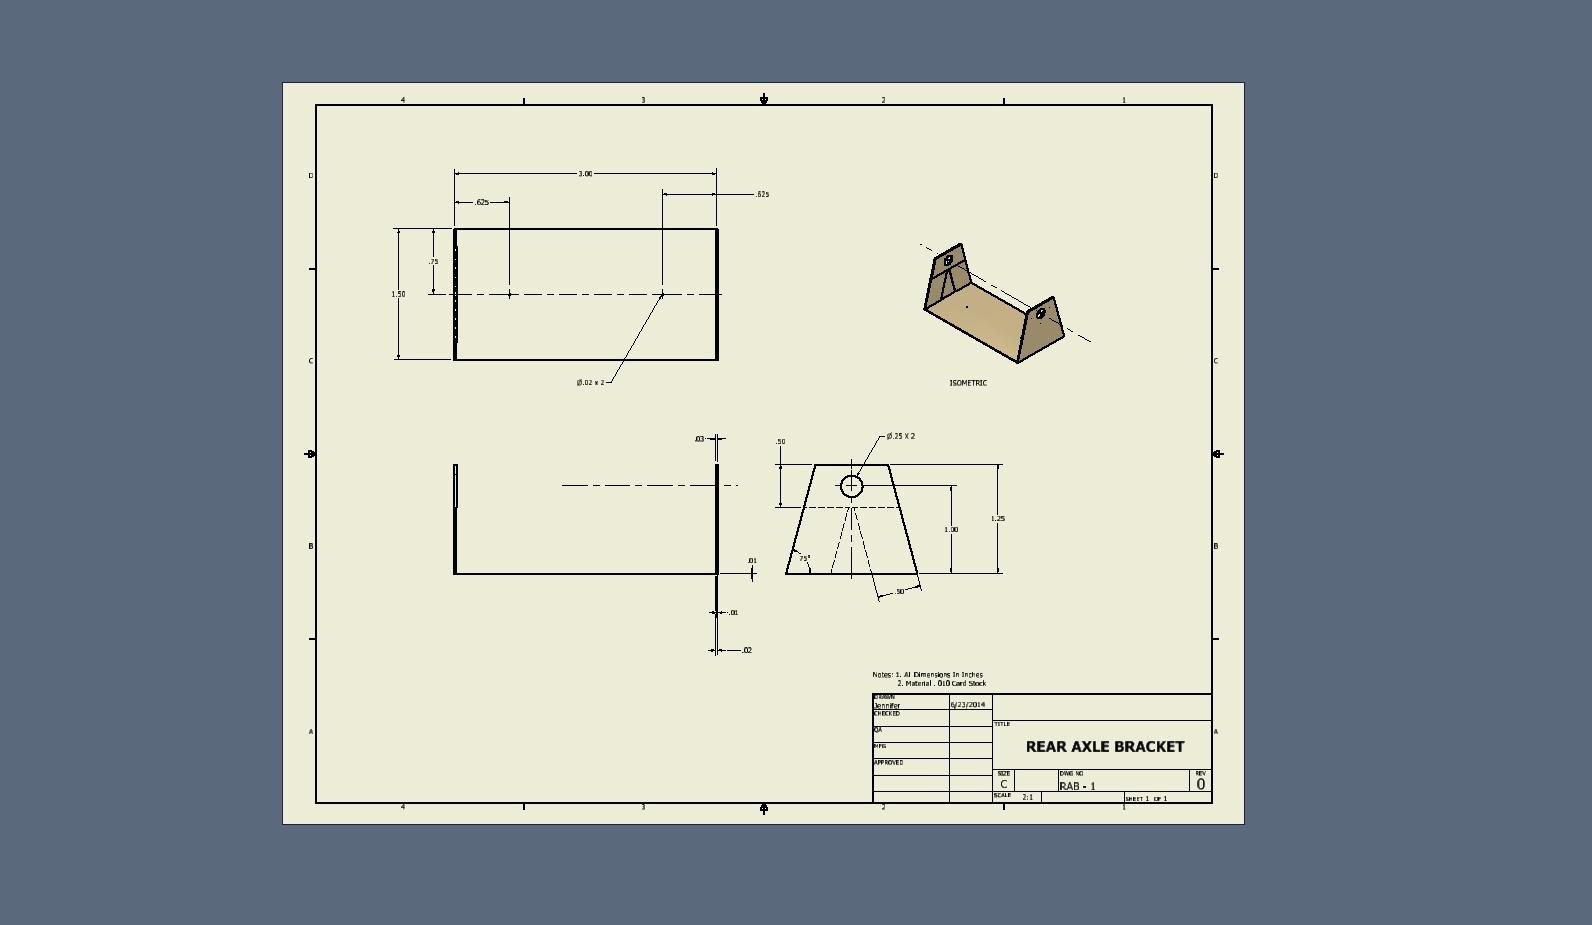 4 3 2 1
D D
3.00
.625
.625
.75
1.50
C C
Ø.02 x 2
ISOMETRIC
.03
.50
Ø.25 X 2
1.25
1.00
B B
75°
.01
.50
.01
.02
Notes: 1. All Dimensions In Inches
2. Material . 010 Card Stock
DRAWN
Jennifer 6/23/2014
CHECKED
TITLE
QA
A A
MFG
REAR AXLE BRACKET
APPROVED
SIZE DWG NO REV
C RAB - 1 0
SCALE 2:1 SHEET 1 OF 1
4 3 2 1